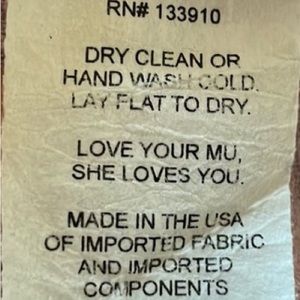 RN# 133910
DRY CLEAN OR
HAND WASH COLD.
LAY FLAT TO DRY.
LOVE YOUR MU,
SHE LOVES YOU.
MADE IN THE USA
OF IMPORTED FABRIC
AND IMPORTED
COMPONENTS